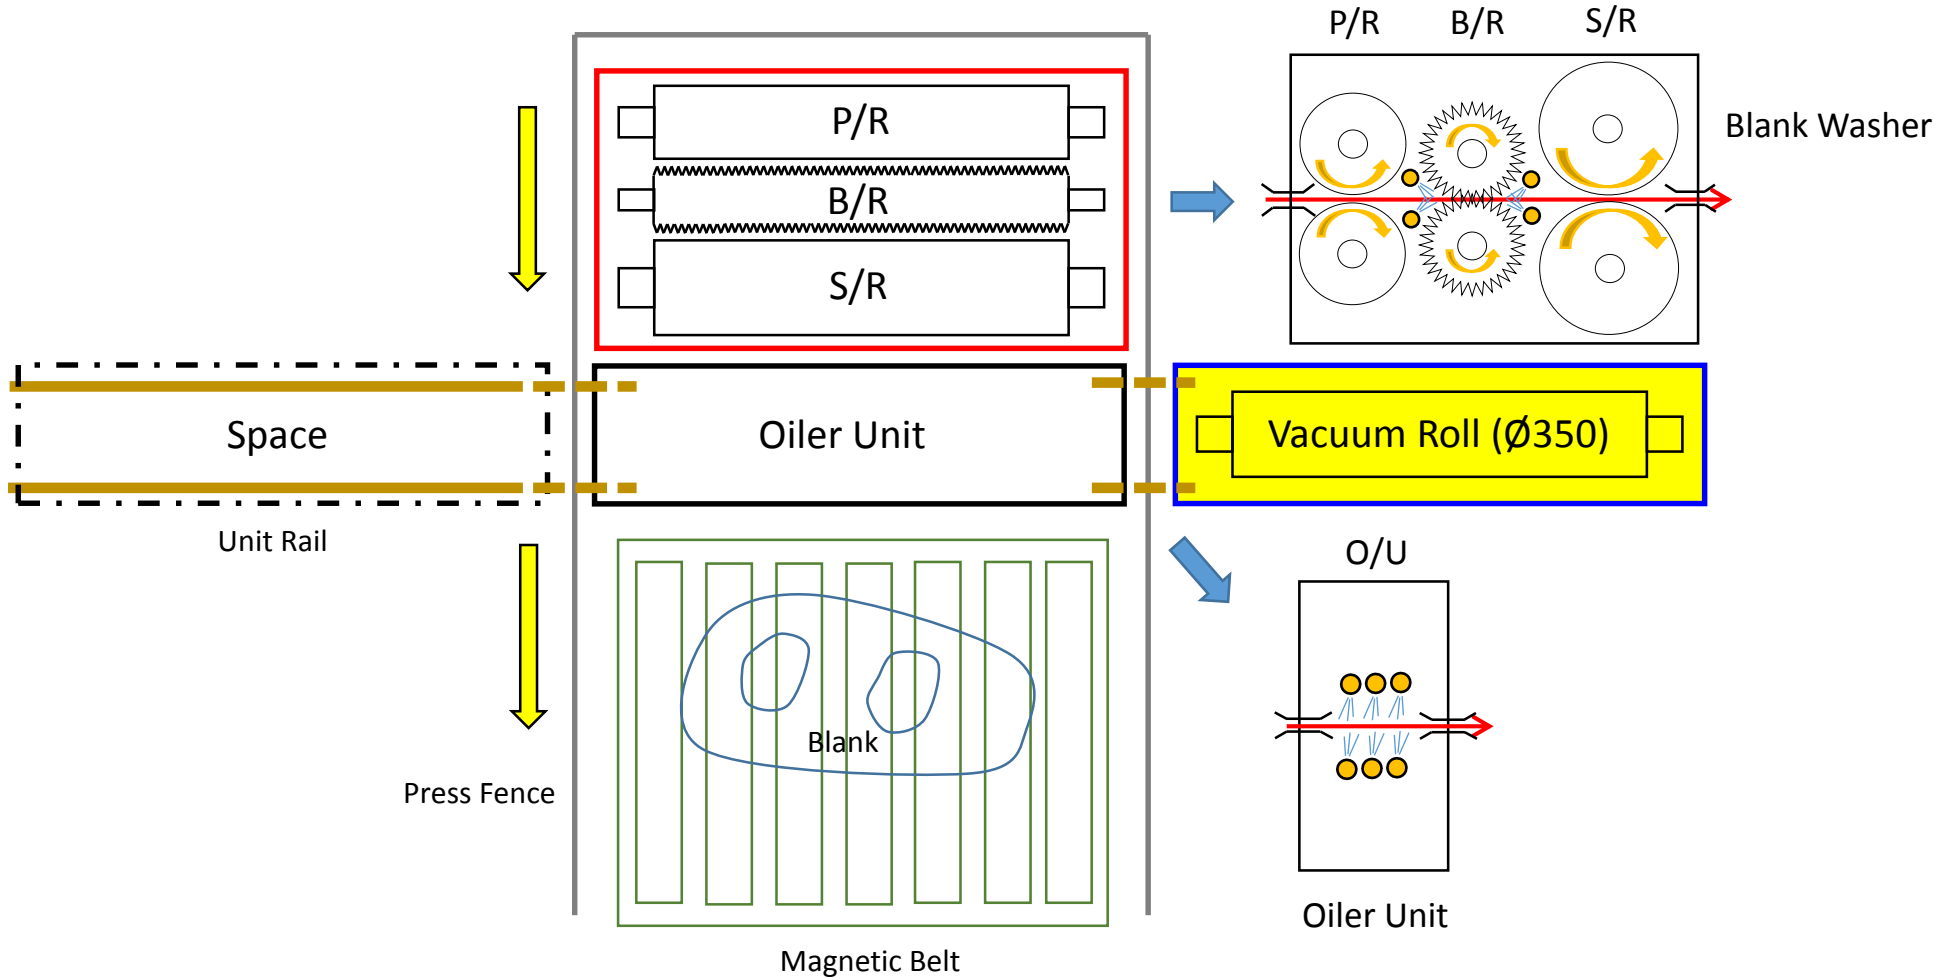 P/R B/R S/R
P/R
B/R
S/R
Blank Washer
Space
Oiler Unit
Vacuum Roll (Ø350)
Unit Rail
O/U
Blank
Press Fence
Oiler Unit
Magnetic Belt